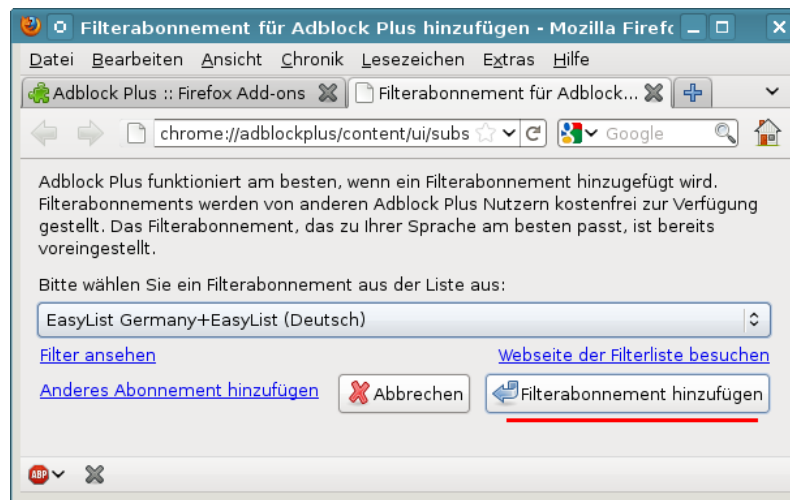 Filterabonnement für Adblock Plus hinzufügen - Mozilla Firefo
Datei Bearbeiten Ansicht Chronik Lesezeichen Extras Hilfe
Adblock Plus :: Firefox Add-ons Filterabonnement für Adblock...
chrome://adblockplus/content/ui/subs Google
Adblock Plus funktioniert am besten, wenn ein Filterabonnement hinzugefügt wird.
Filterabonnements werden von anderen Adblock Plus Nutzern kostenfrei zur Verfügung
gestellt. Das Filterabonnement, das zu Ihrer Sprache am besten passt, ist bereits
voreingestellt.
Bitte wählen Sie ein Filterabonnement aus der Liste aus:
EasyList Germany+EasyList (Deutsch)
Filter ansehen Webseite der Filterliste besuchen
Anderes Abonnement hinzufügen Abbrechen Filterabonnement hinzufügen
ABP